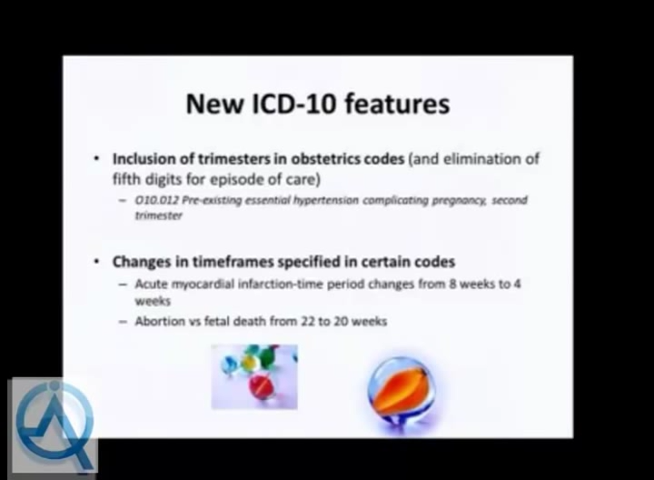 New ICD-10 features
• Inclusion of trimesters in obstetrics codes (and elimination of
fifth digits for episode of care)
– O10.012 Pre-existing essential hypertension complicating pregnancy, second
trimester
• Changes in timeframes specified in certain codes
– Acute myocardial infarction-time period changes from 8 weeks to 4
weeks
– Abortion vs fetal death from 22 to 20 weeks